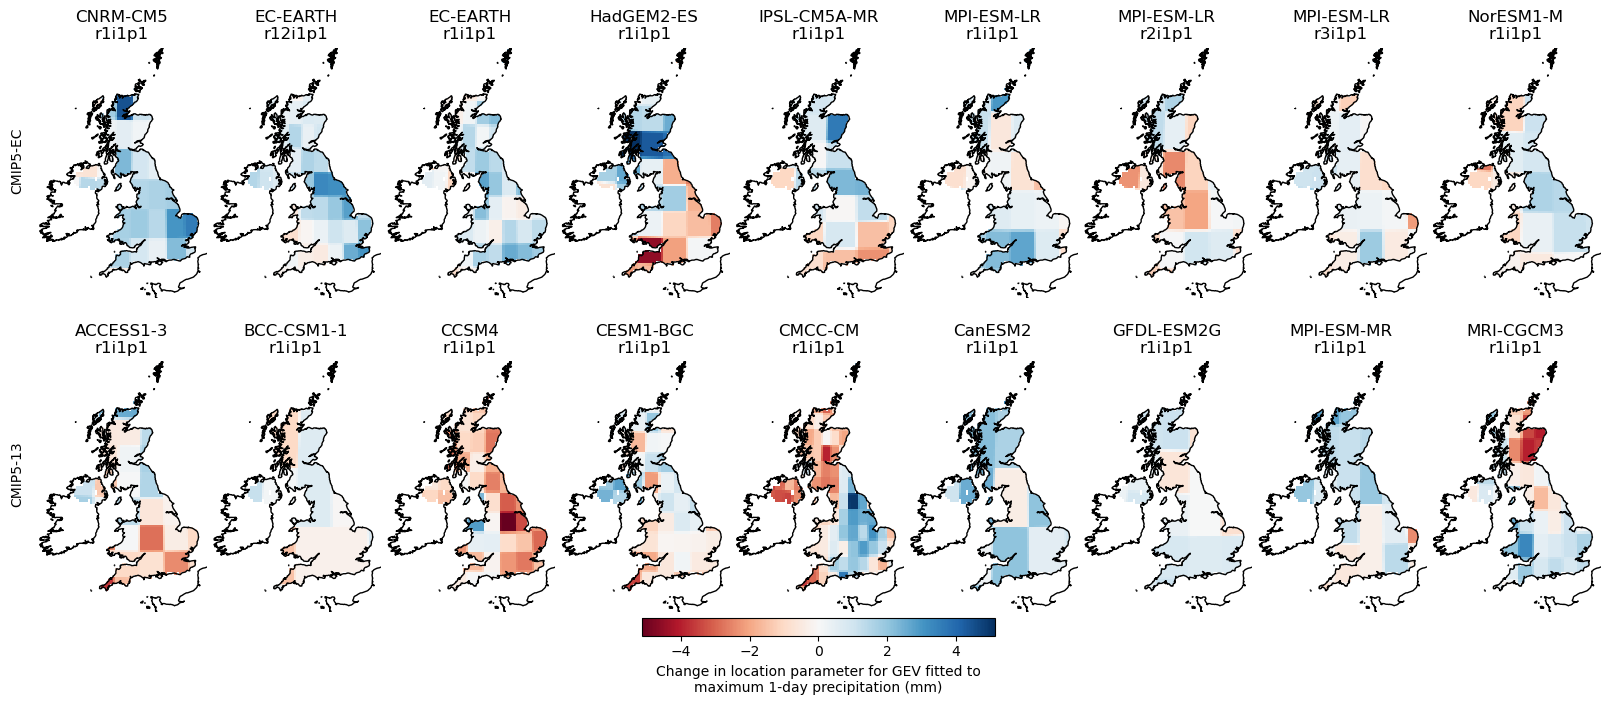 CNRM-CM5
r1i1p1
EC-EARTH
r12i1p1
EC-EARTH
r1i1p1
HadGEM2-ES
r1i1p1
IPSL-CM5A-MR
r1i1p1
MPI-ESM-LR
r1i1p1
MPI-ESM-LR
r2i1p1
MPI-ESM-LR
r3i1p1
NorESM1-M
r1i1p1
CMIP5-EC
ACCESS1-3
r1i1p1
BCC-CSM1-1
r1i1p1
CCSM4
r1i1p1
CESM1-BGC
r1i1p1
CMCC-CM
r1i1p1
CanESM2
r1i1p1
GFDL-ESM2G
r1i1p1
MPI-ESM-MR
r1i1p1
MRI-CGCM3
r1i1p1
CMIP5-13
−4 −2 0 2 4
Change in location parameter for GEV fitted to
maximum 1-day precipitation (mm)